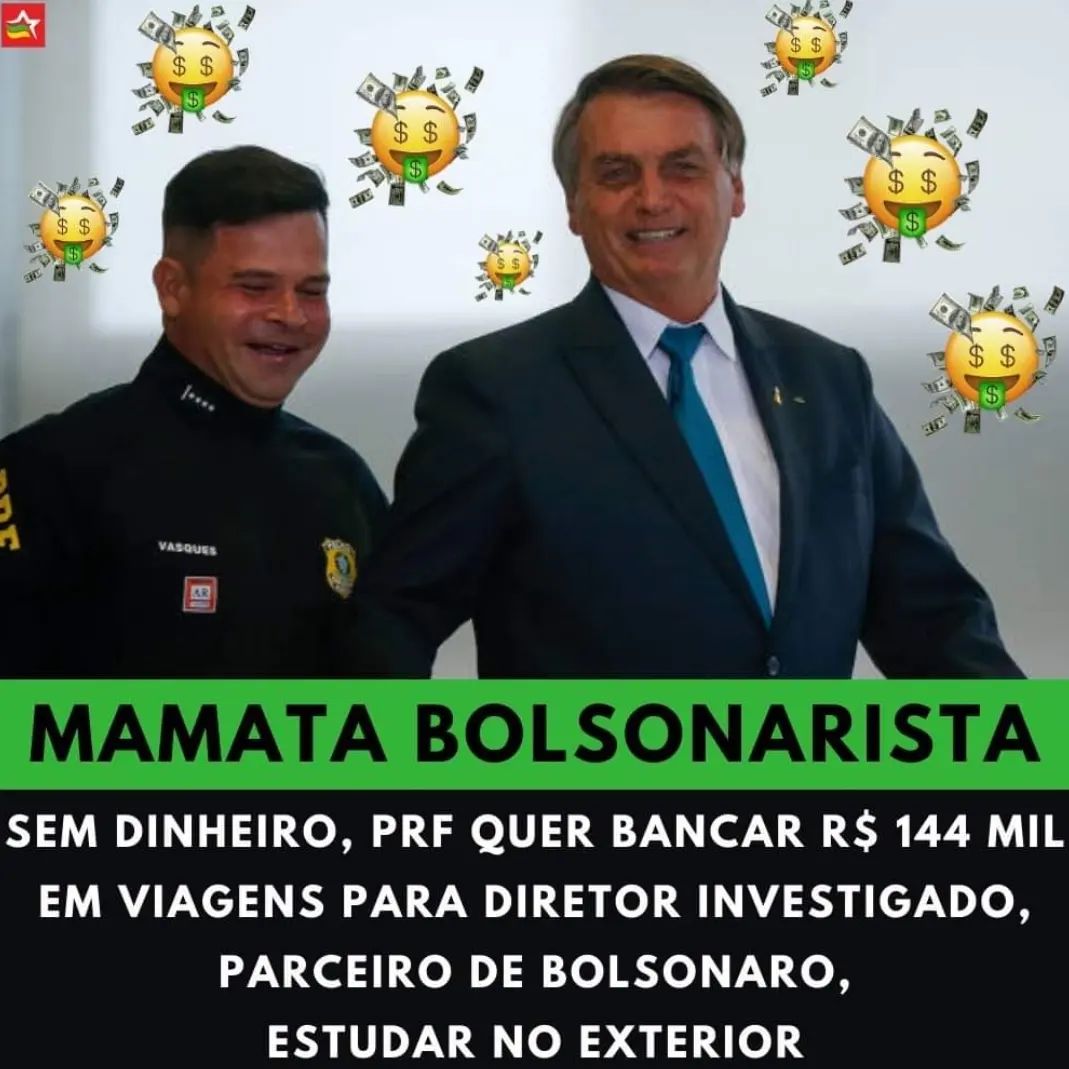 PRF
VASQUES
AR
MAMATA BOLSONARISTA
SEM DINHEIRO, PRF QUER BANCAR R$ 144 MIL
EM VIAGENS PARA DIRETOR INVESTIGADO,
PARCEIRO DE BOLSONARO,
ESTUDAR NO EXTERIOR